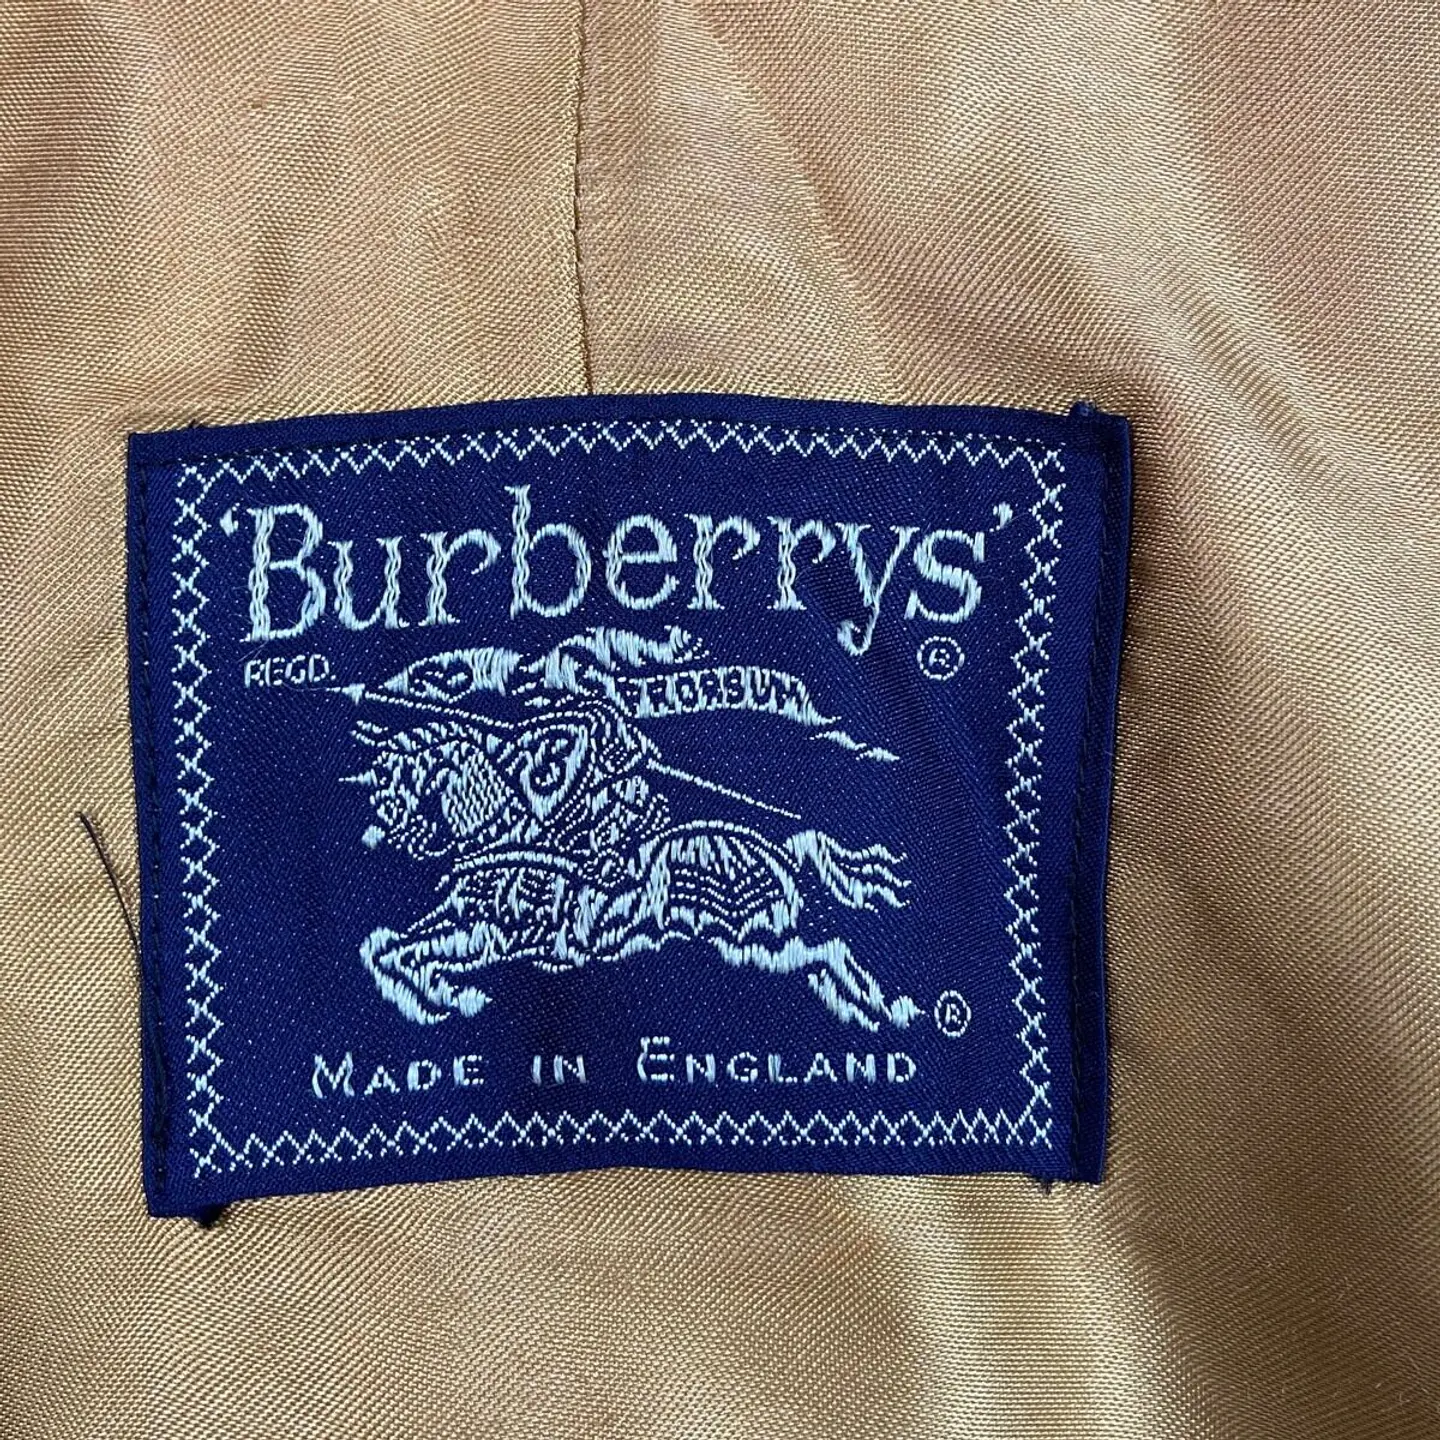 'Burberrys' ®
REGD.
PRORSUM
®
MADE IN ENGLAND